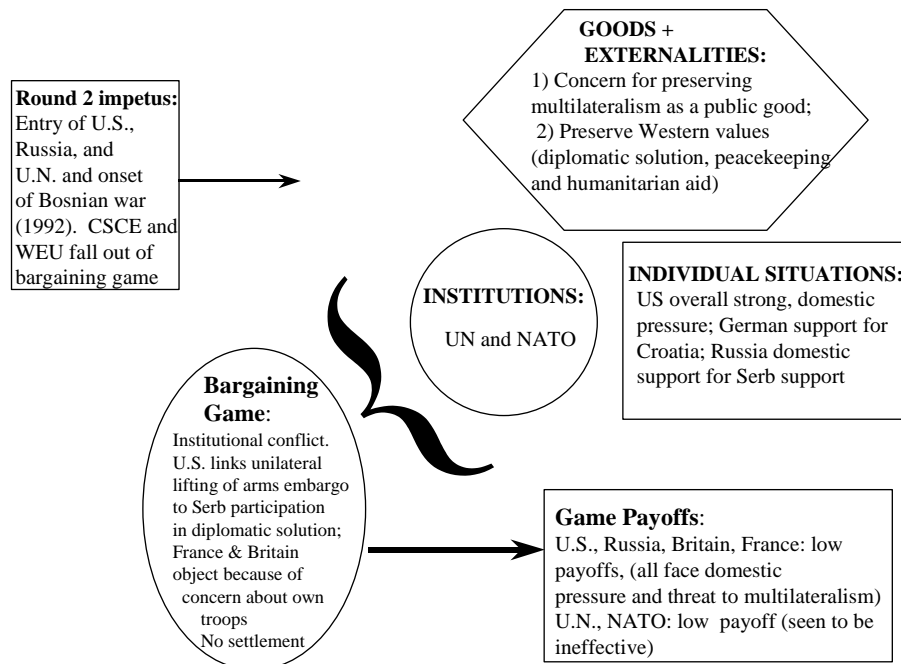 GOODS +
EXTERNALITIES:
1) Concern for preserving
multilateralism as a public good;
2) Preserve Western values
(diplomatic solution, peacekeeping
and humanitarian aid)
Round 2 impetus:
Entry of U.S.,
Russia, and
U.N. and onset
of Bosnian war
(1992). CSCE and
WEU fall out of
bargaining game
INSTITUTIONS:
UN and NATO
INDIVIDUAL SITUATIONS:
US overall strong, domestic
pressure; German support for
Croatia; Russia domestic
support for Serb support
Bargaining
Game:
Institutional conflict.
U.S. links unilateral
lifting of arms embargo
to Serb participation
in diplomatic solution;
France & Britain
object because of
concern about own
troops
No settlement
Game Payoffs:
U.S., Russia, Britain, France: low
payoffs, (all face domestic
pressure and threat to multilateralism)
U.N., NATO: low payoff (seen to be
ineffective)